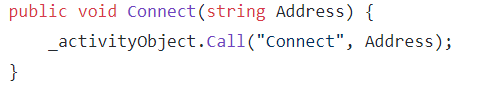 public void Connect(string Address) {
    _activityObject.Call("Connect", Address);
}